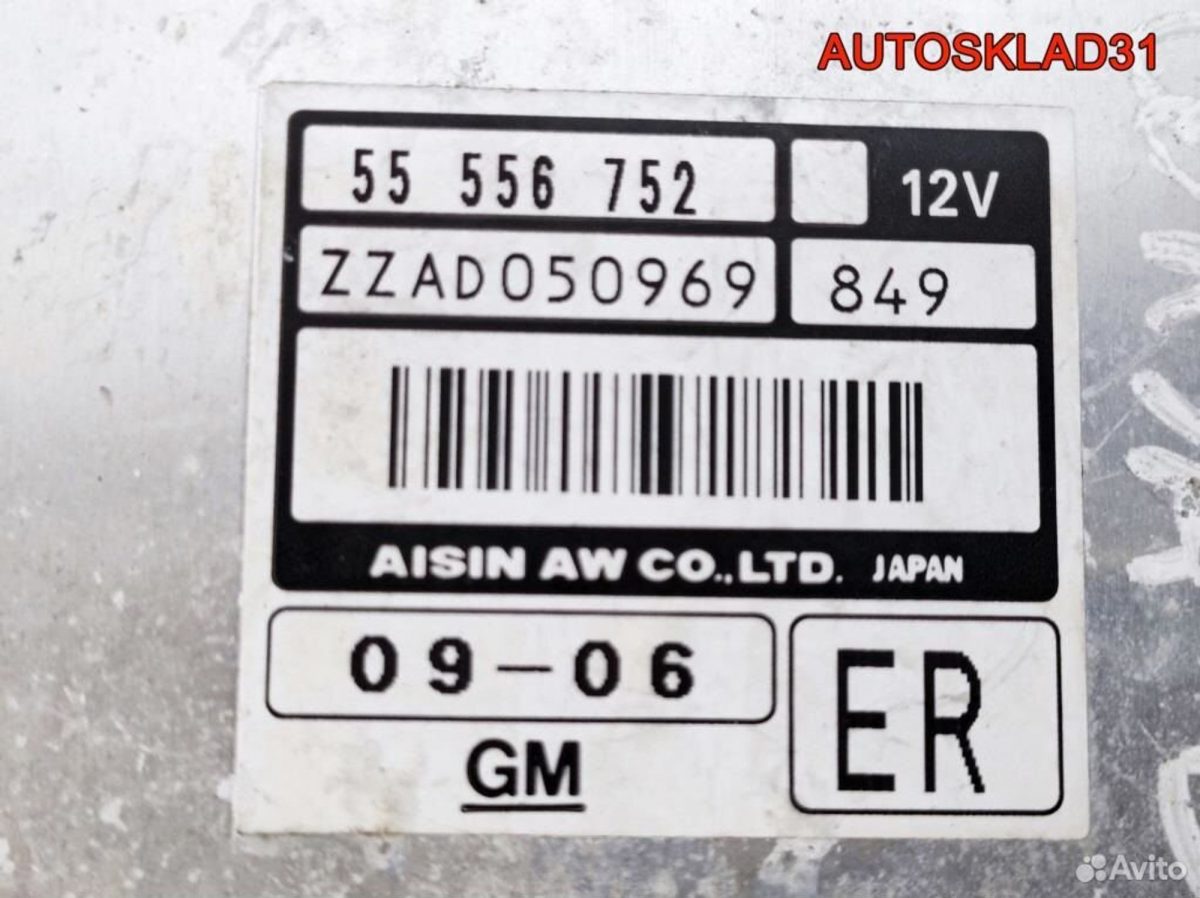 AUTOSKLAD31
55 556 752
12V
ZZAD050969
849
AISIN AW CO.,LTD. JAPAN
09-06
ER
GM
Avito